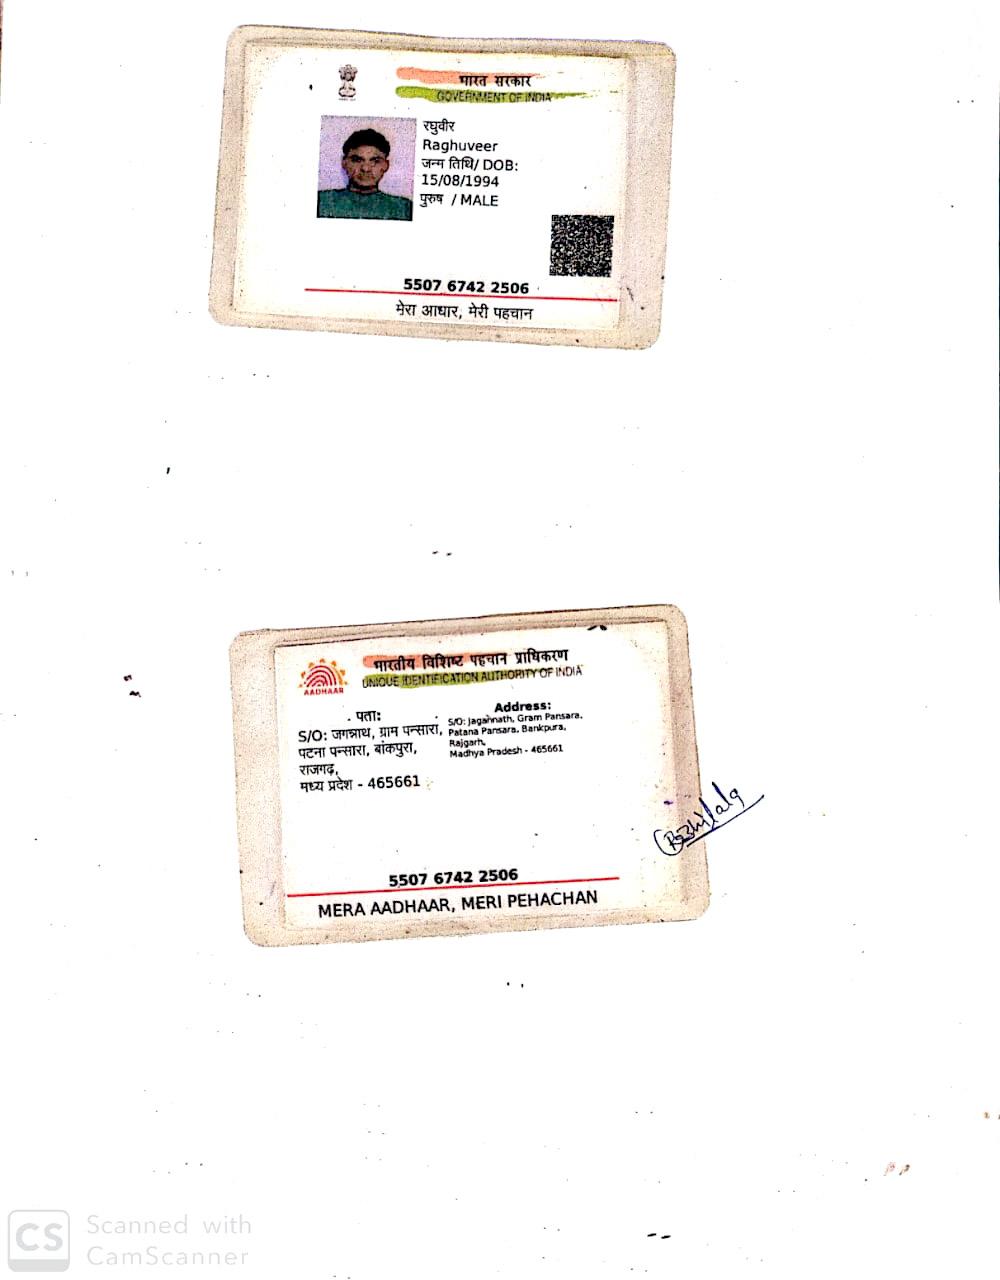 भारत सरकार
GOVERNMENT OF INDIA
रघुवीर
Raghuveer
जन्म तिथि/ DOB:
15/08/1994
पुरुष / MALE
5507 6742 2506
मेरा आधार, मेरी पहचान
भारतीय विशिष्ट पहचान प्राधिकरण
UNIQUE IDENTIFICATION AUTHORITY OF INDIA
AADHAAR
पता:
S/O: जगन्नाथ, ग्राम पन्सारा,
पटना पन्सारा, बांकपुरा,
राजगढ़,
मध्य प्रदेश - 465661
Address:
S/O: Jagannath, Gram Pansara,
Patana Pansara, Bankpura,
Rajgarh,
Madhya Pradesh - 465661
5507 6742 2506
MERA AADHAAR, MERI PEHACHAN
CS
Scanned with
CamScanner